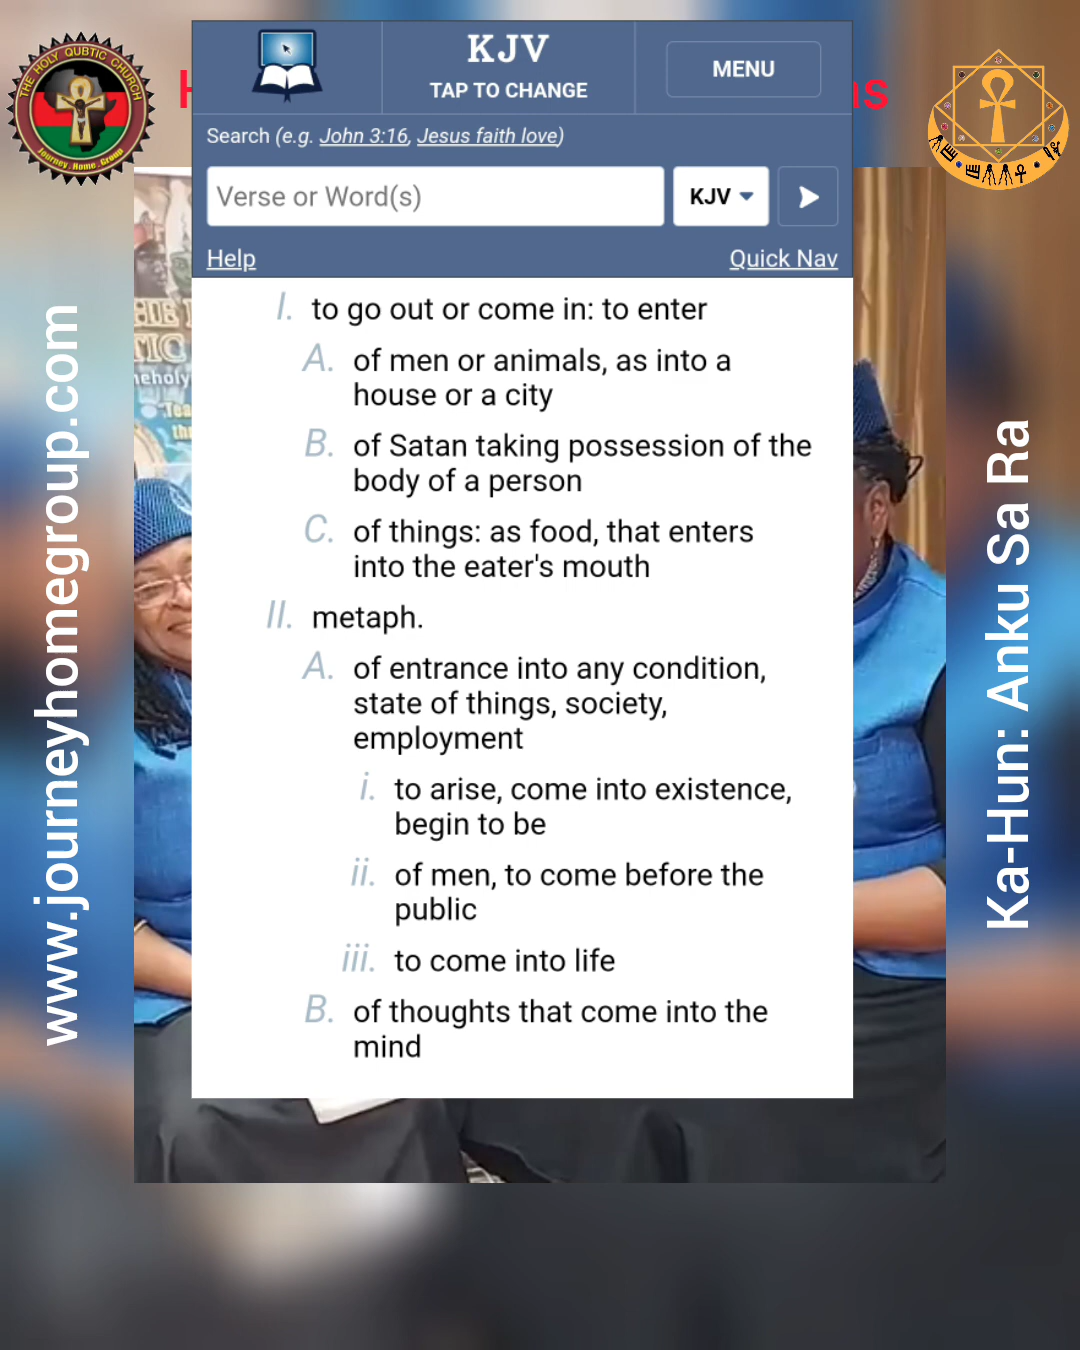 THE HOLY QUBTIC CHURCH
Journey . Home . Group
KJV
TAP TO CHANGE
MENU
Search (e.g. John 3:16, Jesus faith love)
Verse or Word(s)
KJV
Help
Quick Nav
I. to go out or come in: to enter
A. of men or animals, as into a
house or a city
B. of Satan taking possession of the
body of a person
C. of things: as food, that enters
into the eater's mouth
II. metaph.
A. of entrance into any condition,
state of things, society,
employment
i. to arise, come into existence,
begin to be
ii. of men, to come before the
public
iii. to come into life
B. of thoughts that come into the
mind
www.journeyhomegroup.com
Ka-Hun: Anku Sa Ra